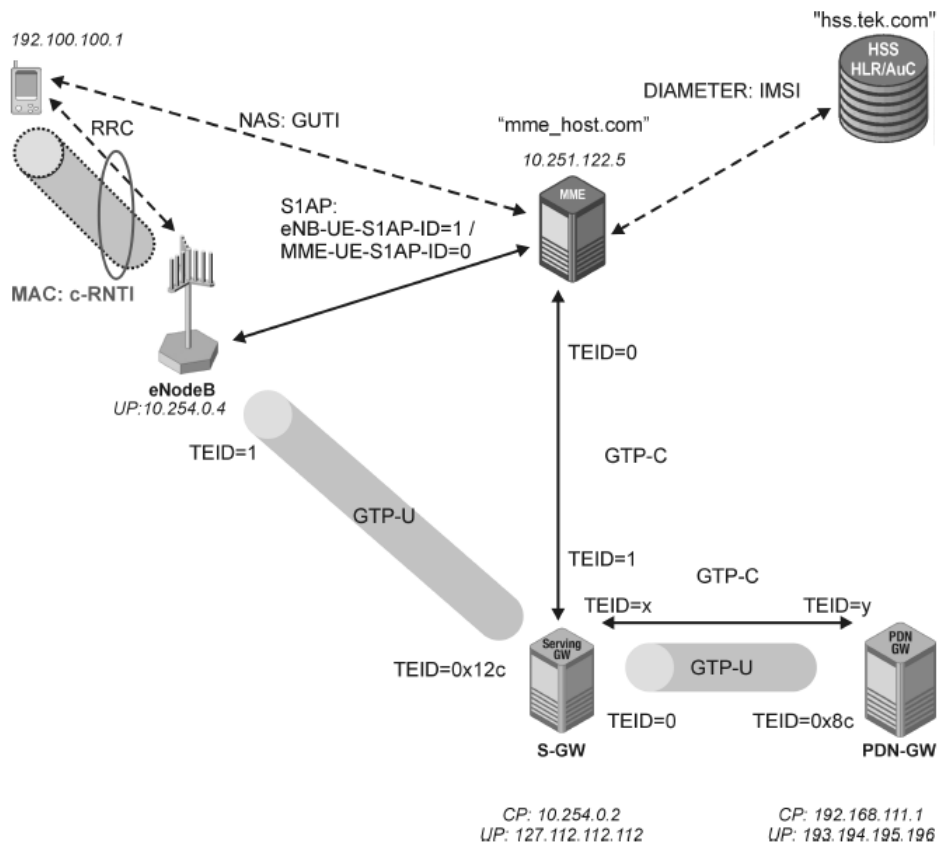 "hss.tek.com"
192.100.100.1
HSS
HLR/AuC
DIAMETER: IMSI
RRC
NAS: GUTI
"mme_host.com"
10.251.122.5
MME
S1AP:
eNB-UE-S1AP-ID=1 /
MME-UE-S1AP-ID=0
MAC: c-RNTI
TEID=0
eNodeB
UP:10.254.0.4
TEID=1
GTP-C
GTP-U
TEID=1
GTP-C
TEID=x
TEID=y
Serving
GW
PDN
GW
TEID=0x12c
GTP-U
TEID=0
TEID=0x8c
S-GW
PDN-GW
CP: 10.254.0.2
UP: 127.112.112.112
CP: 192.168.111.1
UP: 193.194.195.196